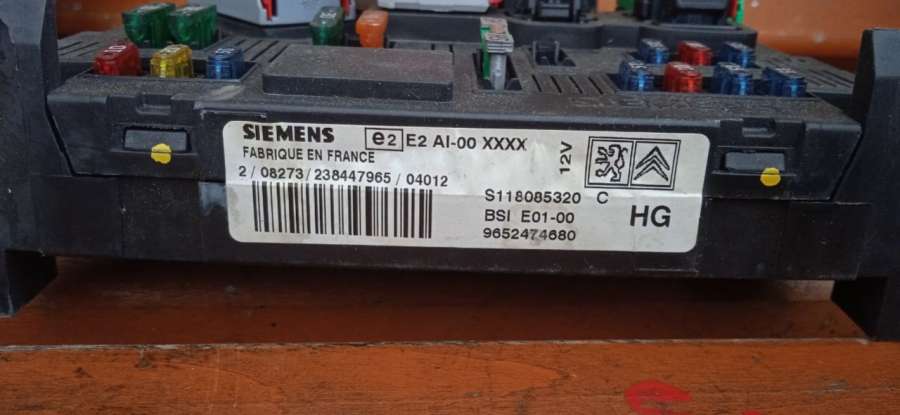 10
SIEMENS e2 E2 AI-00 XXXX
FABRIQUE EN FRANCE
12V
2/08273/238447965/04012
S118085320 C
BSI E01-00
HG
9652474680